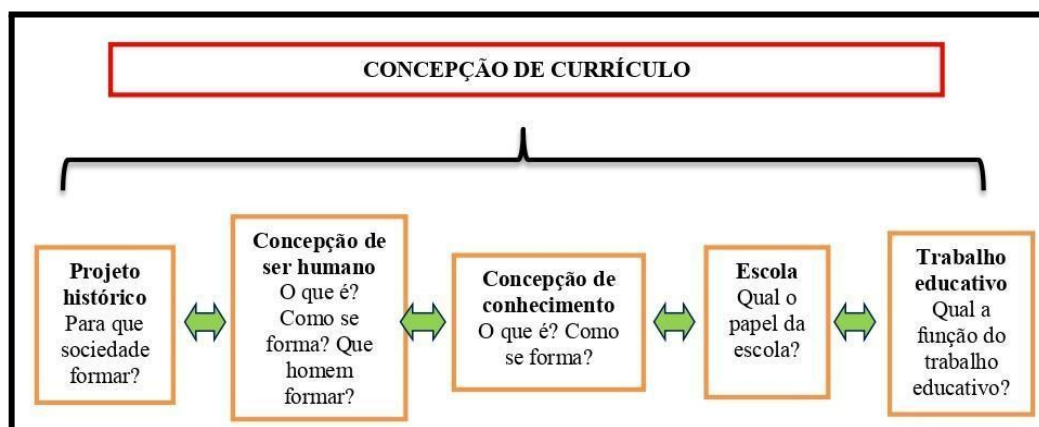 CONCEPÇÃO DE CURRÍCULO
Projeto
histórico
Para que
sociedade
formar?
Concepção de
ser humano
O que é?
Como se
forma? Que
homem
formar?
Concepção de
conhecimento
O que é? Como
se forma?
Escola
Qual o
papel da
escola?
Trabalho
educativo
Qual a
função do
trabalho
educativo?